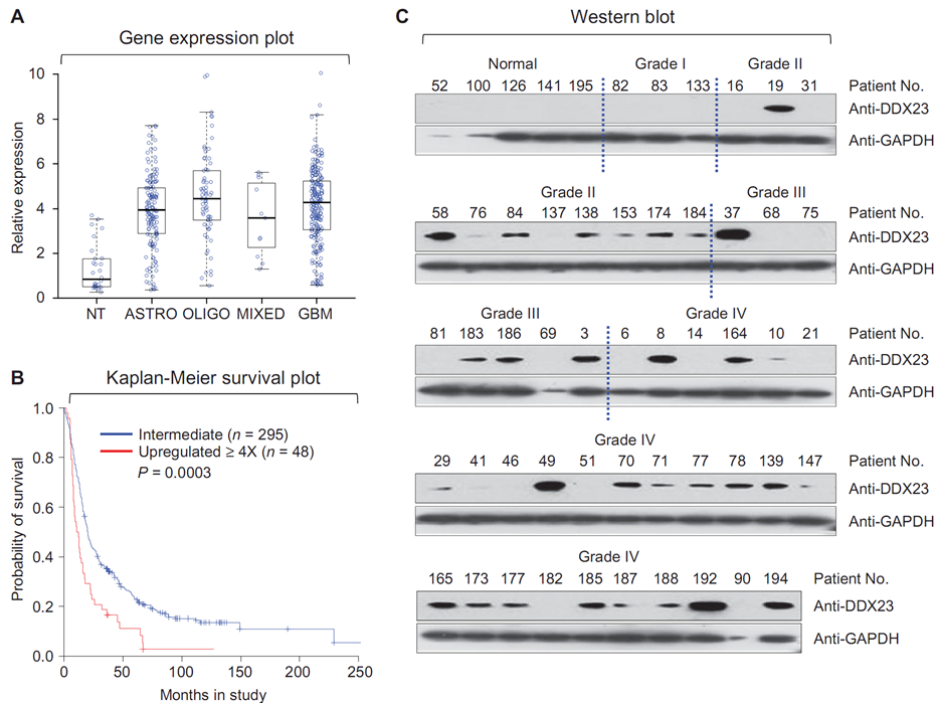 A
Gene expression plot
Relative expression
10
8
6
4
2
0
NT ASTRO OLIGO MIXED GBM
B
Kaplan-Meier survival plot
Probability of survival
1.0
0.8
0.6
0.4
0.2
0.0
Intermediate (n = 295)
Upregulated ≥ 4X (n = 48)
P = 0.0003
0 50 100 150 200 250
Months in study
C
Western blot
Normal Grade I Grade II
52 100 126 141 195 82 83 133 16 19 31 Patient No.
Anti-DDX23
Anti-GAPDH
Grade II Grade III
58 76 84 137 138 153 174 184 37 68 75 Patient No.
Anti-DDX23
Anti-GAPDH
Grade III Grade IV
81 183 186 69 3 6 8 14 164 10 21 Patient No.
Anti-DDX23
Anti-GAPDH
Grade IV
29 41 46 49 51 70 71 77 78 139 147 Patient No.
Anti-DDX23
Anti-GAPDH
Grade IV
165 173 177 182 185 187 188 192 90 194 Patient No.
Anti-DDX23
Anti-GAPDH